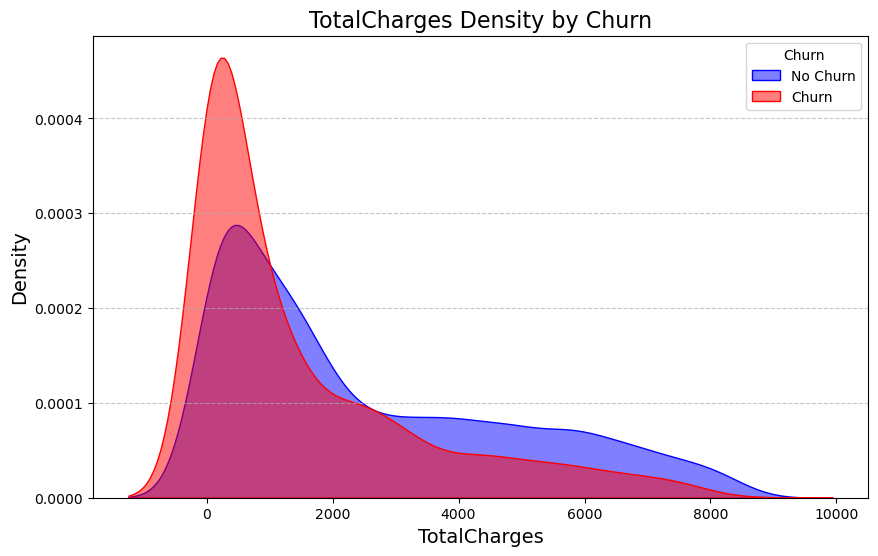 TotalCharges Density by Churn
Churn
No Churn
Churn
Density
0.0004
0.0003
0.0002
0.0001
0.0000
0
2000
4000
6000
8000
10000
TotalCharges